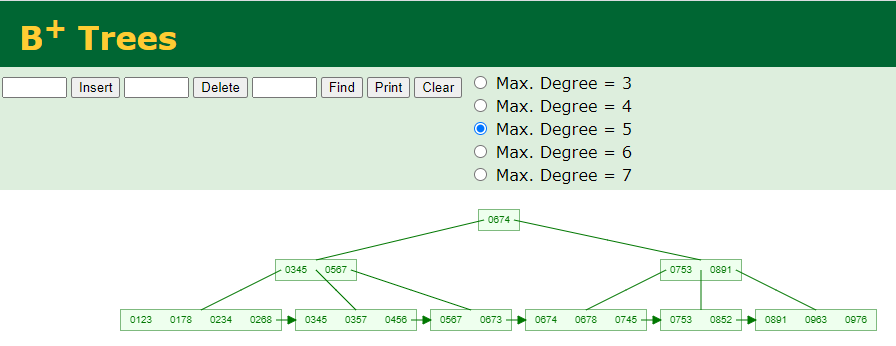 B+ Trees
Insert Delete Find Print Clear
Max. Degree = 3
Max. Degree = 4
Max. Degree = 5
Max. Degree = 6
Max. Degree = 7
0674
0345 0567 0753 0891
0123 0178 0234 0268 0345 0357 0456 0567 0673 0674 0678 0745 0753 0852 0891 0963 0976